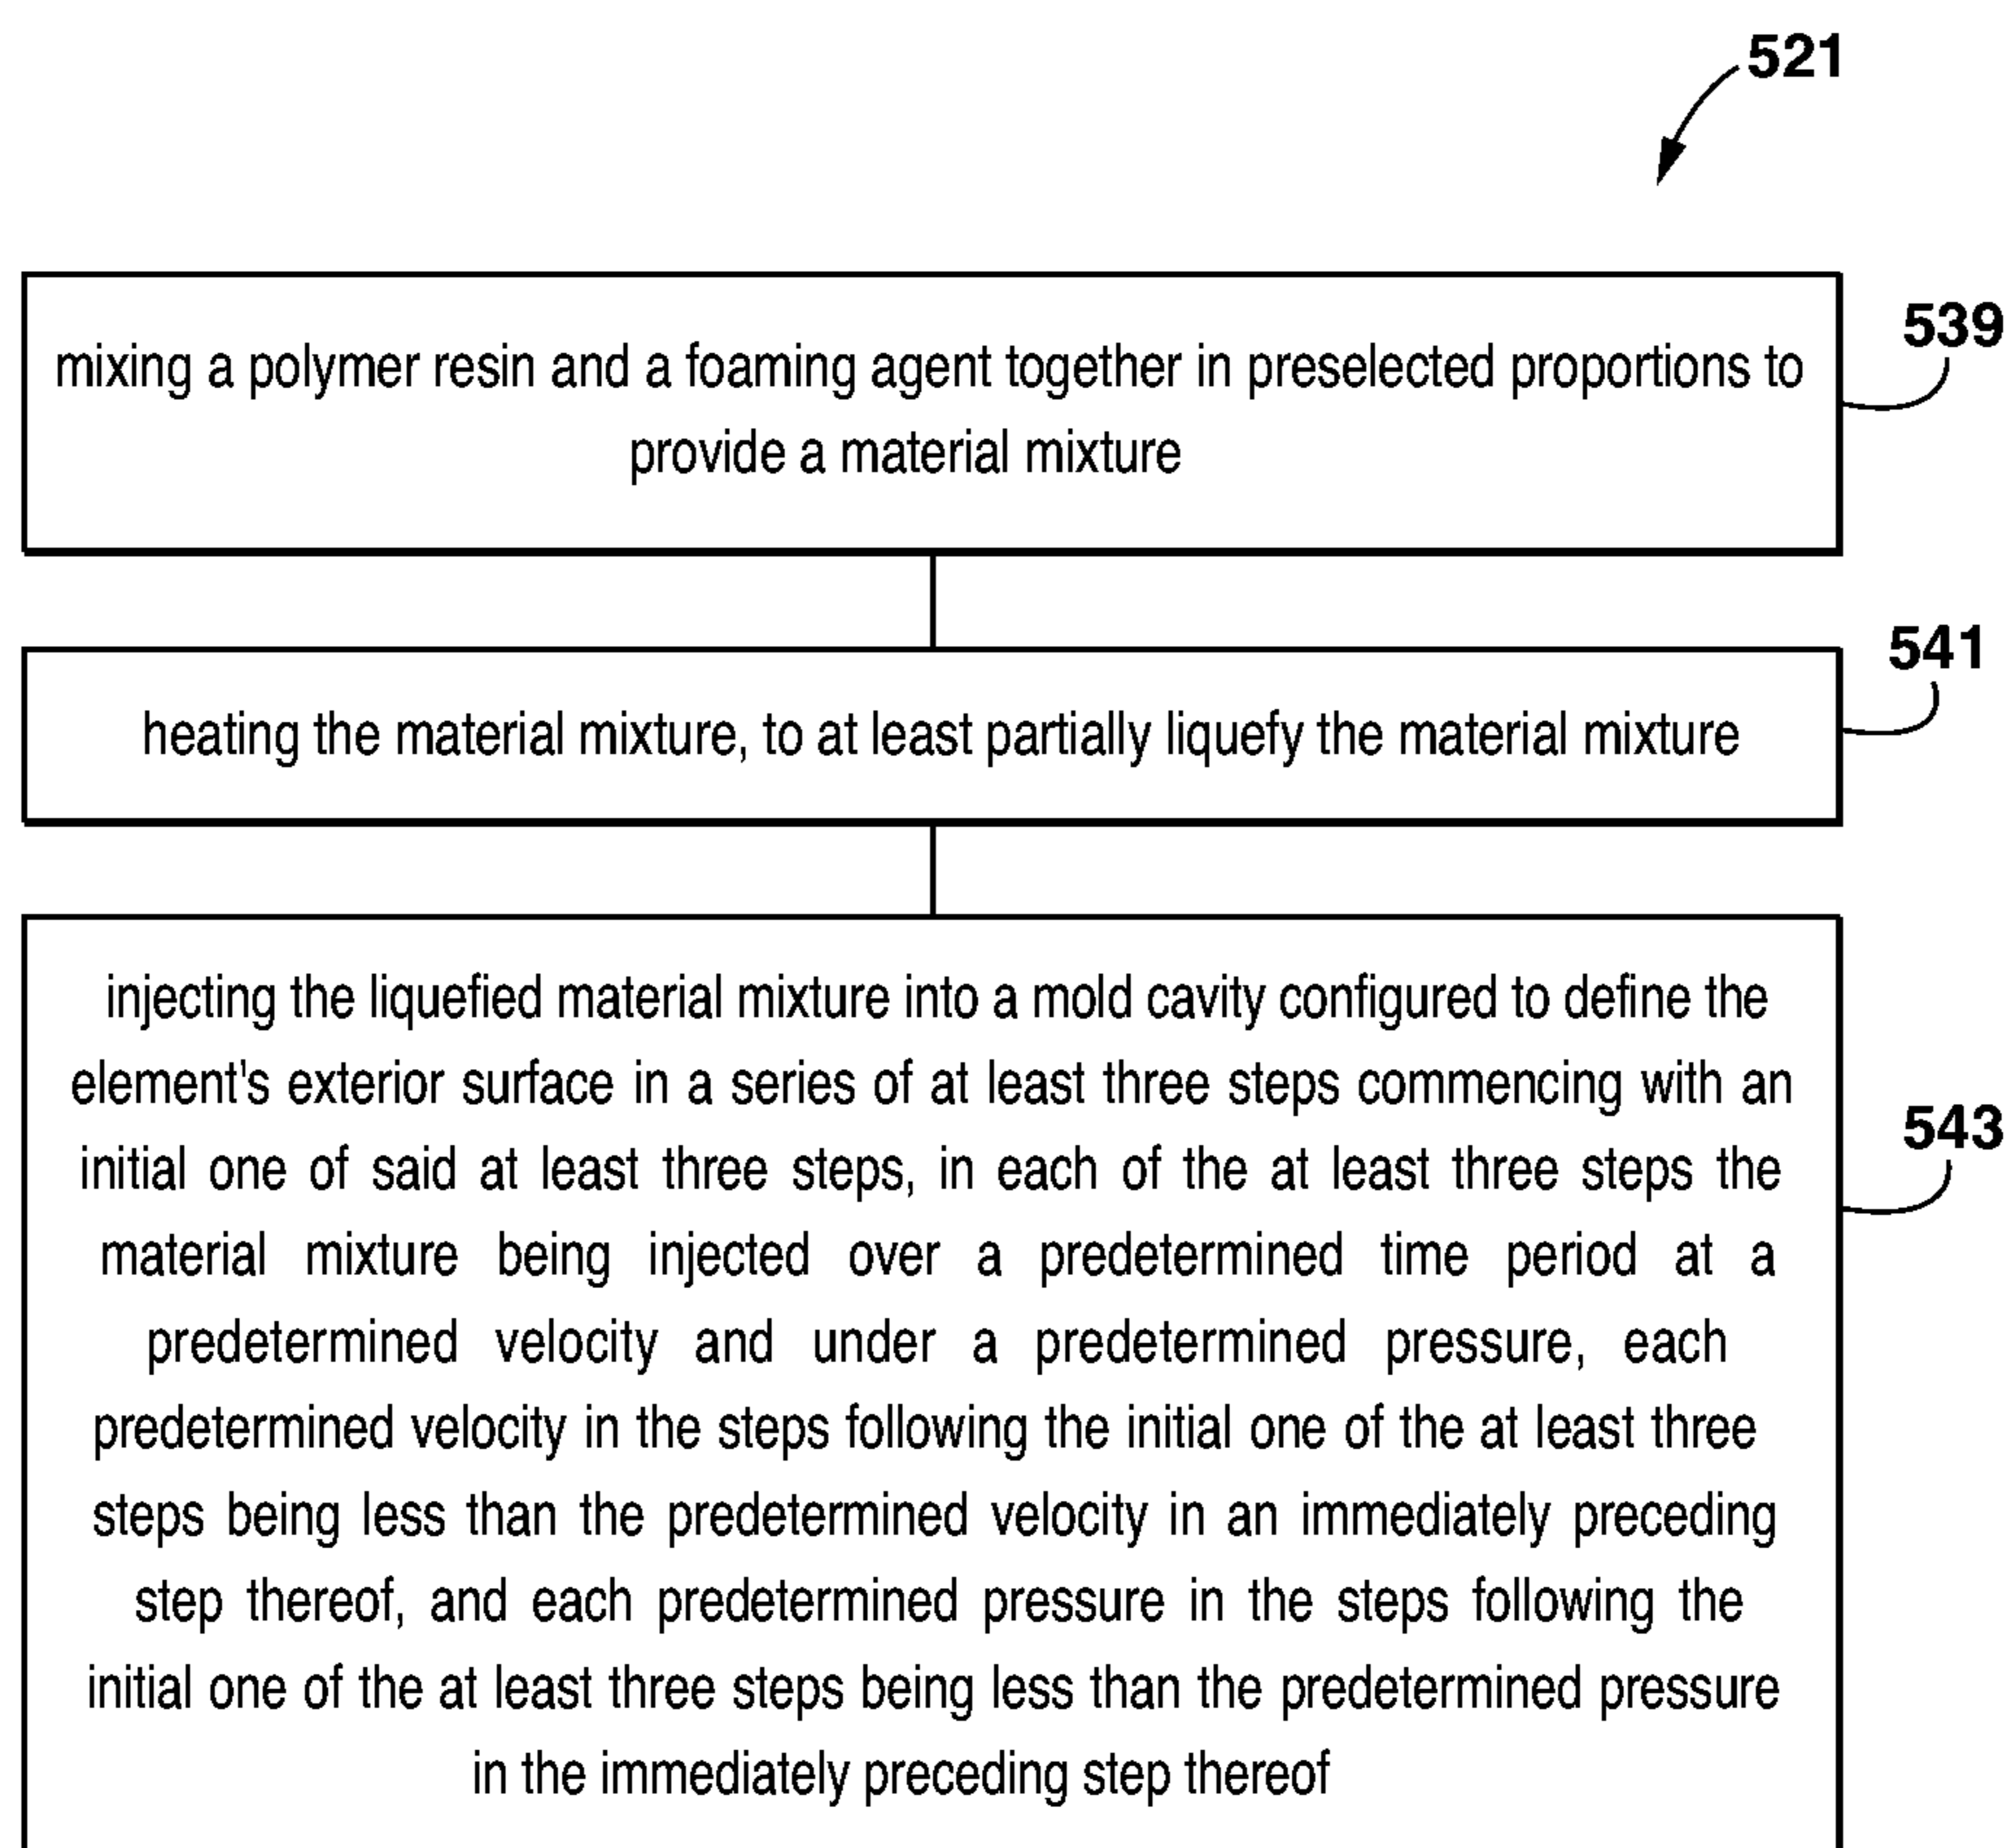 521
539
mixing a polymer resin and a foaming agent together in preselected proportions to
provide a material mixture
541
heating the material mixture, to at least partially liquefy the material mixture
543
injecting the liquefied material mixture into a mold cavity configured to define the
element's exterior surface in a series of at least three steps commencing with an
initial one of said at least three steps, in each of the at least three steps the
material mixture being injected over a predetermined time period at a
predetermined velocity and under a predetermined pressure, each
predetermined velocity in the steps following the initial one of the at least three
steps being less than the predetermined velocity in an immediately preceding
step thereof, and each predetermined pressure in the steps following the
initial one of the at least three steps being less than the predetermined pressure
in the immediately preceding step thereof